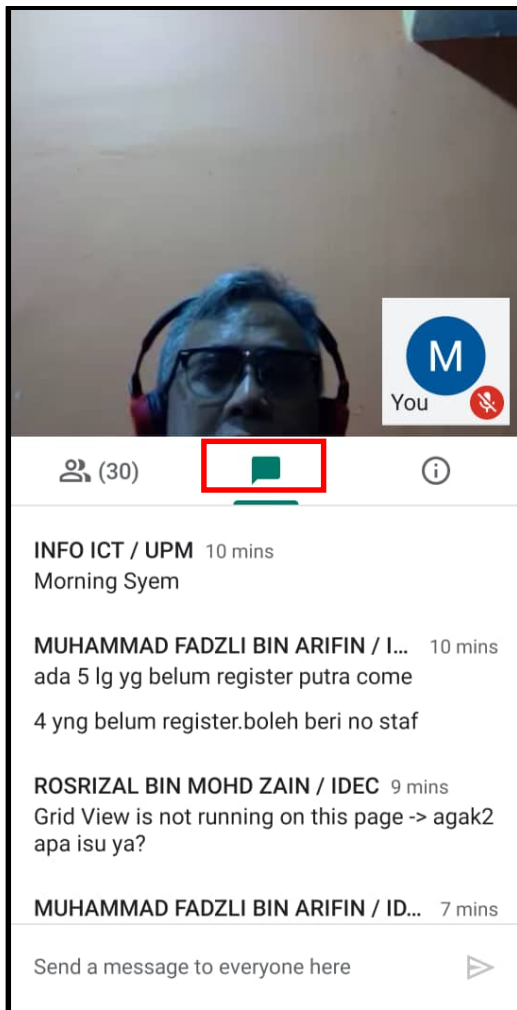 M
You
(30)
INFO ICT / UPM 10 mins
Morning Syem
MUHAMMAD FADZLI BIN ARIFIN / I... 10 mins
ada 5 lg yg belum register putra come
4 yng belum register.boleh beri no staf
ROSRIZAL BIN MOHD ZAIN / IDEC 9 mins
Grid View is not running on this page -> agak2
apa isu ya?
MUHAMMAD FADZLI BIN ARIFIN / ID... 7 mins
Send a message to everyone here